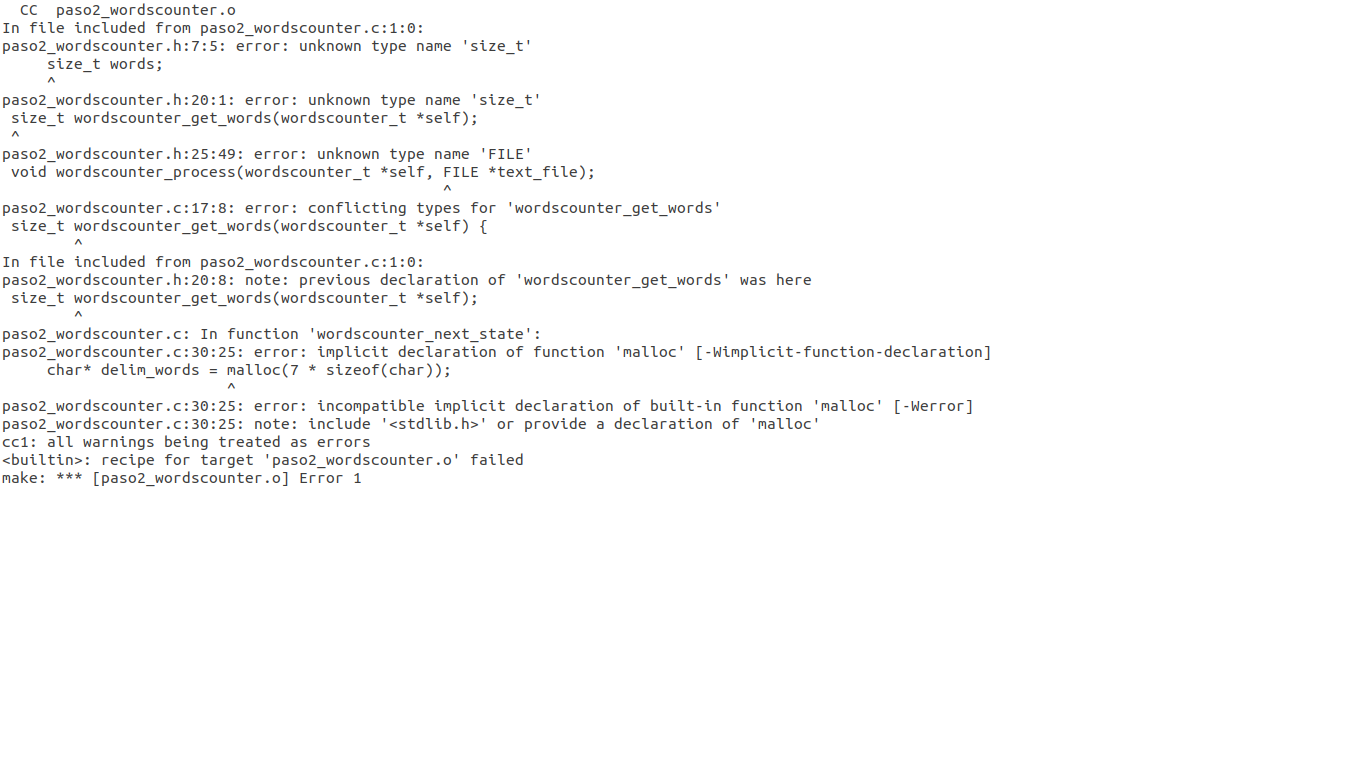 CC  paso2_wordscounter.o
In file included from paso2_wordscounter.c:1:0:
paso2_wordscounter.h:7:5: error: unknown type name 'size_t'
     size_t words;
     ^
paso2_wordscounter.h:20:1: error: unknown type name 'size_t'
 size_t wordscounter_get_words(wordscounter_t *self);
 ^
paso2_wordscounter.h:25:49: error: unknown type name 'FILE'
 void wordscounter_process(wordscounter_t *self, FILE *text_file);
                                                 ^
paso2_wordscounter.c:17:8: error: conflicting types for 'wordscounter_get_words'
 size_t wordscounter_get_words(wordscounter_t *self) {
        ^
In file included from paso2_wordscounter.c:1:0:
paso2_wordscounter.h:20:8: note: previous declaration of 'wordscounter_get_words' was here
 size_t wordscounter_get_words(wordscounter_t *self);
        ^
paso2_wordscounter.c: In function 'wordscounter_next_state':
paso2_wordscounter.c:30:25: error: implicit declaration of function 'malloc' [-Wimplicit-function-declaration]
     char* delim_words = malloc(7 * sizeof(char));
                         ^
paso2_wordscounter.c:30:25: error: incompatible implicit declaration of built-in function 'malloc' [-Werror]
paso2_wordscounter.c:30:25: note: include '<stdlib.h>' or provide a declaration of 'malloc'
cc1: all warnings being treated as errors
<builtin>: recipe for target 'paso2_wordscounter.o' failed
make: *** [paso2_wordscounter.o] Error 1